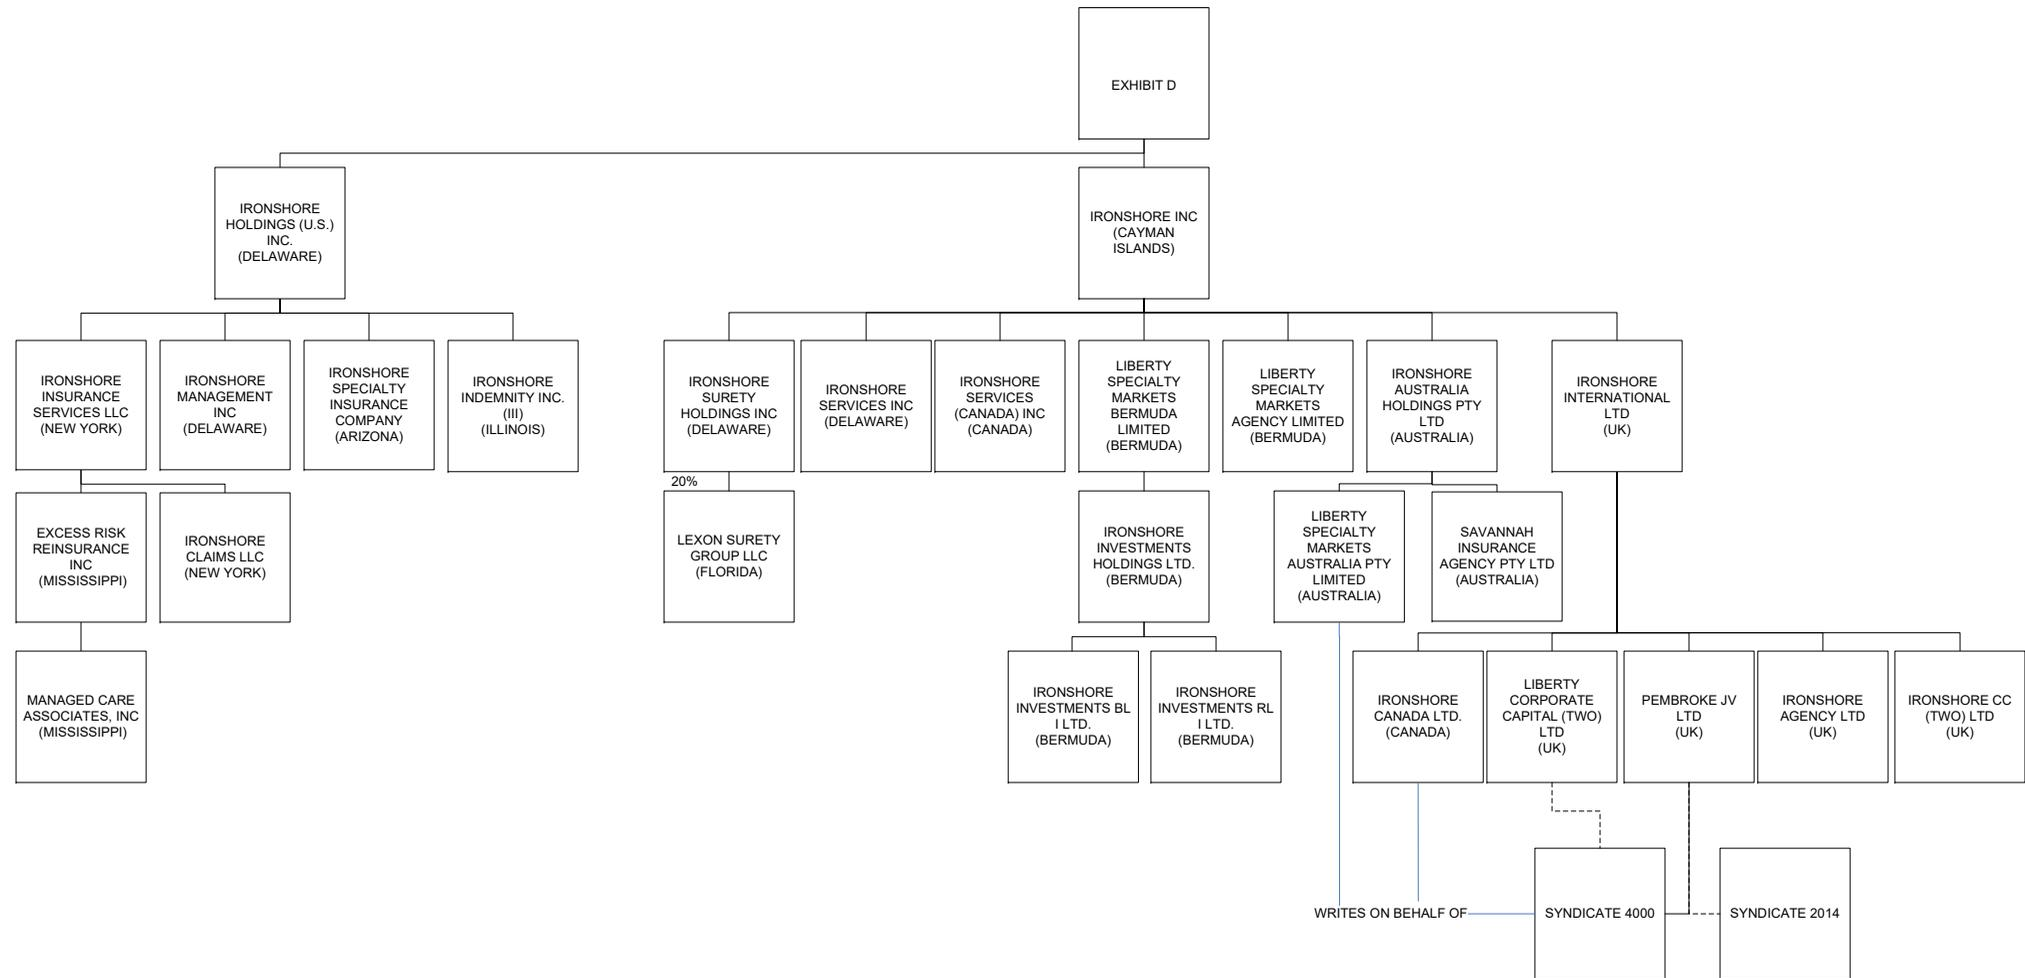 EXHIBIT D
IRONSHORE
HOLDINGS (U.S.)
INC.
(DELAWARE)
IRONSHORE INC
(CAYMAN
ISLANDS)
IRONSHORE
INSURANCE
SERVICES LLC
(NEW YORK)
IRONSHORE
MANAGEMENT
INC
(DELAWARE)
IRONSHORE
SPECIALTY
INSURANCE
COMPANY
(ARIZONA)
IRONSHORE
INDEMNITY INC.
(III)
(ILLINOIS)
IRONSHORE
SURETY
HOLDINGS INC
(DELAWARE)
IRONSHORE
SERVICES INC
(DELAWARE)
IRONSHORE
SERVICES
(CANADA) INC
(CANADA)
LIBERTY
SPECIALTY
MARKETS
BERMUDA
LIMITED
(BERMUDA)
LIBERTY
SPECIALTY
MARKETS
AGENCY LIMITED
(BERMUDA)
IRONSHORE
AUSTRALIA
HOLDINGS PTY
LTD
(AUSTRALIA)
IRONSHORE
INTERNATIONAL
LTD
(UK)
20%
EXCESS RISK
REINSURANCE
INC
(MISSISSIPPI)
IRONSHORE
CLAIMS LLC
(NEW YORK)
LEXON SURETY
GROUP LLC
(FLORIDA)
IRONSHORE
INVESTMENTS
HOLDINGS LTD.
(BERMUDA)
LIBERTY
SPECIALTY
MARKETS
AUSTRALIA PTY
LIMITED
(AUSTRALIA)
SAVANNAH
INSURANCE
AGENCY PTY LTD
(AUSTRALIA)
MANAGED CARE
ASSOCIATES, INC
(MISSISSIPPI)
IRONSHORE
INVESTMENTS BL
I LTD.
(BERMUDA)
IRONSHORE
INVESTMENTS RL
I LTD.
(BERMUDA)
IRONSHORE
CANADA LTD.
(CANADA)
LIBERTY
CORPORATE
CAPITAL (TWO)
LTD
(UK)
PEMBROKE JV
LTD
(UK)
IRONSHORE
AGENCY LTD
(UK)
IRONSHORE CC
(TWO) LTD
(UK)
WRITES ON BEHALF OF
SYNDICATE 4000
SYNDICATE 2014